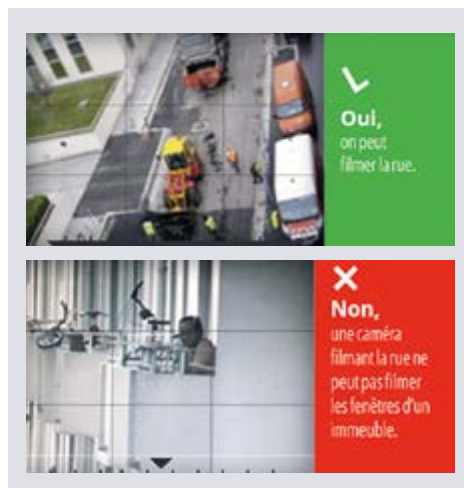 Oui,
on peut
filmer la rue.
Non,
une caméra
filmant la rue ne
peut pas filmer
les fenêtres d'un
immeuble.